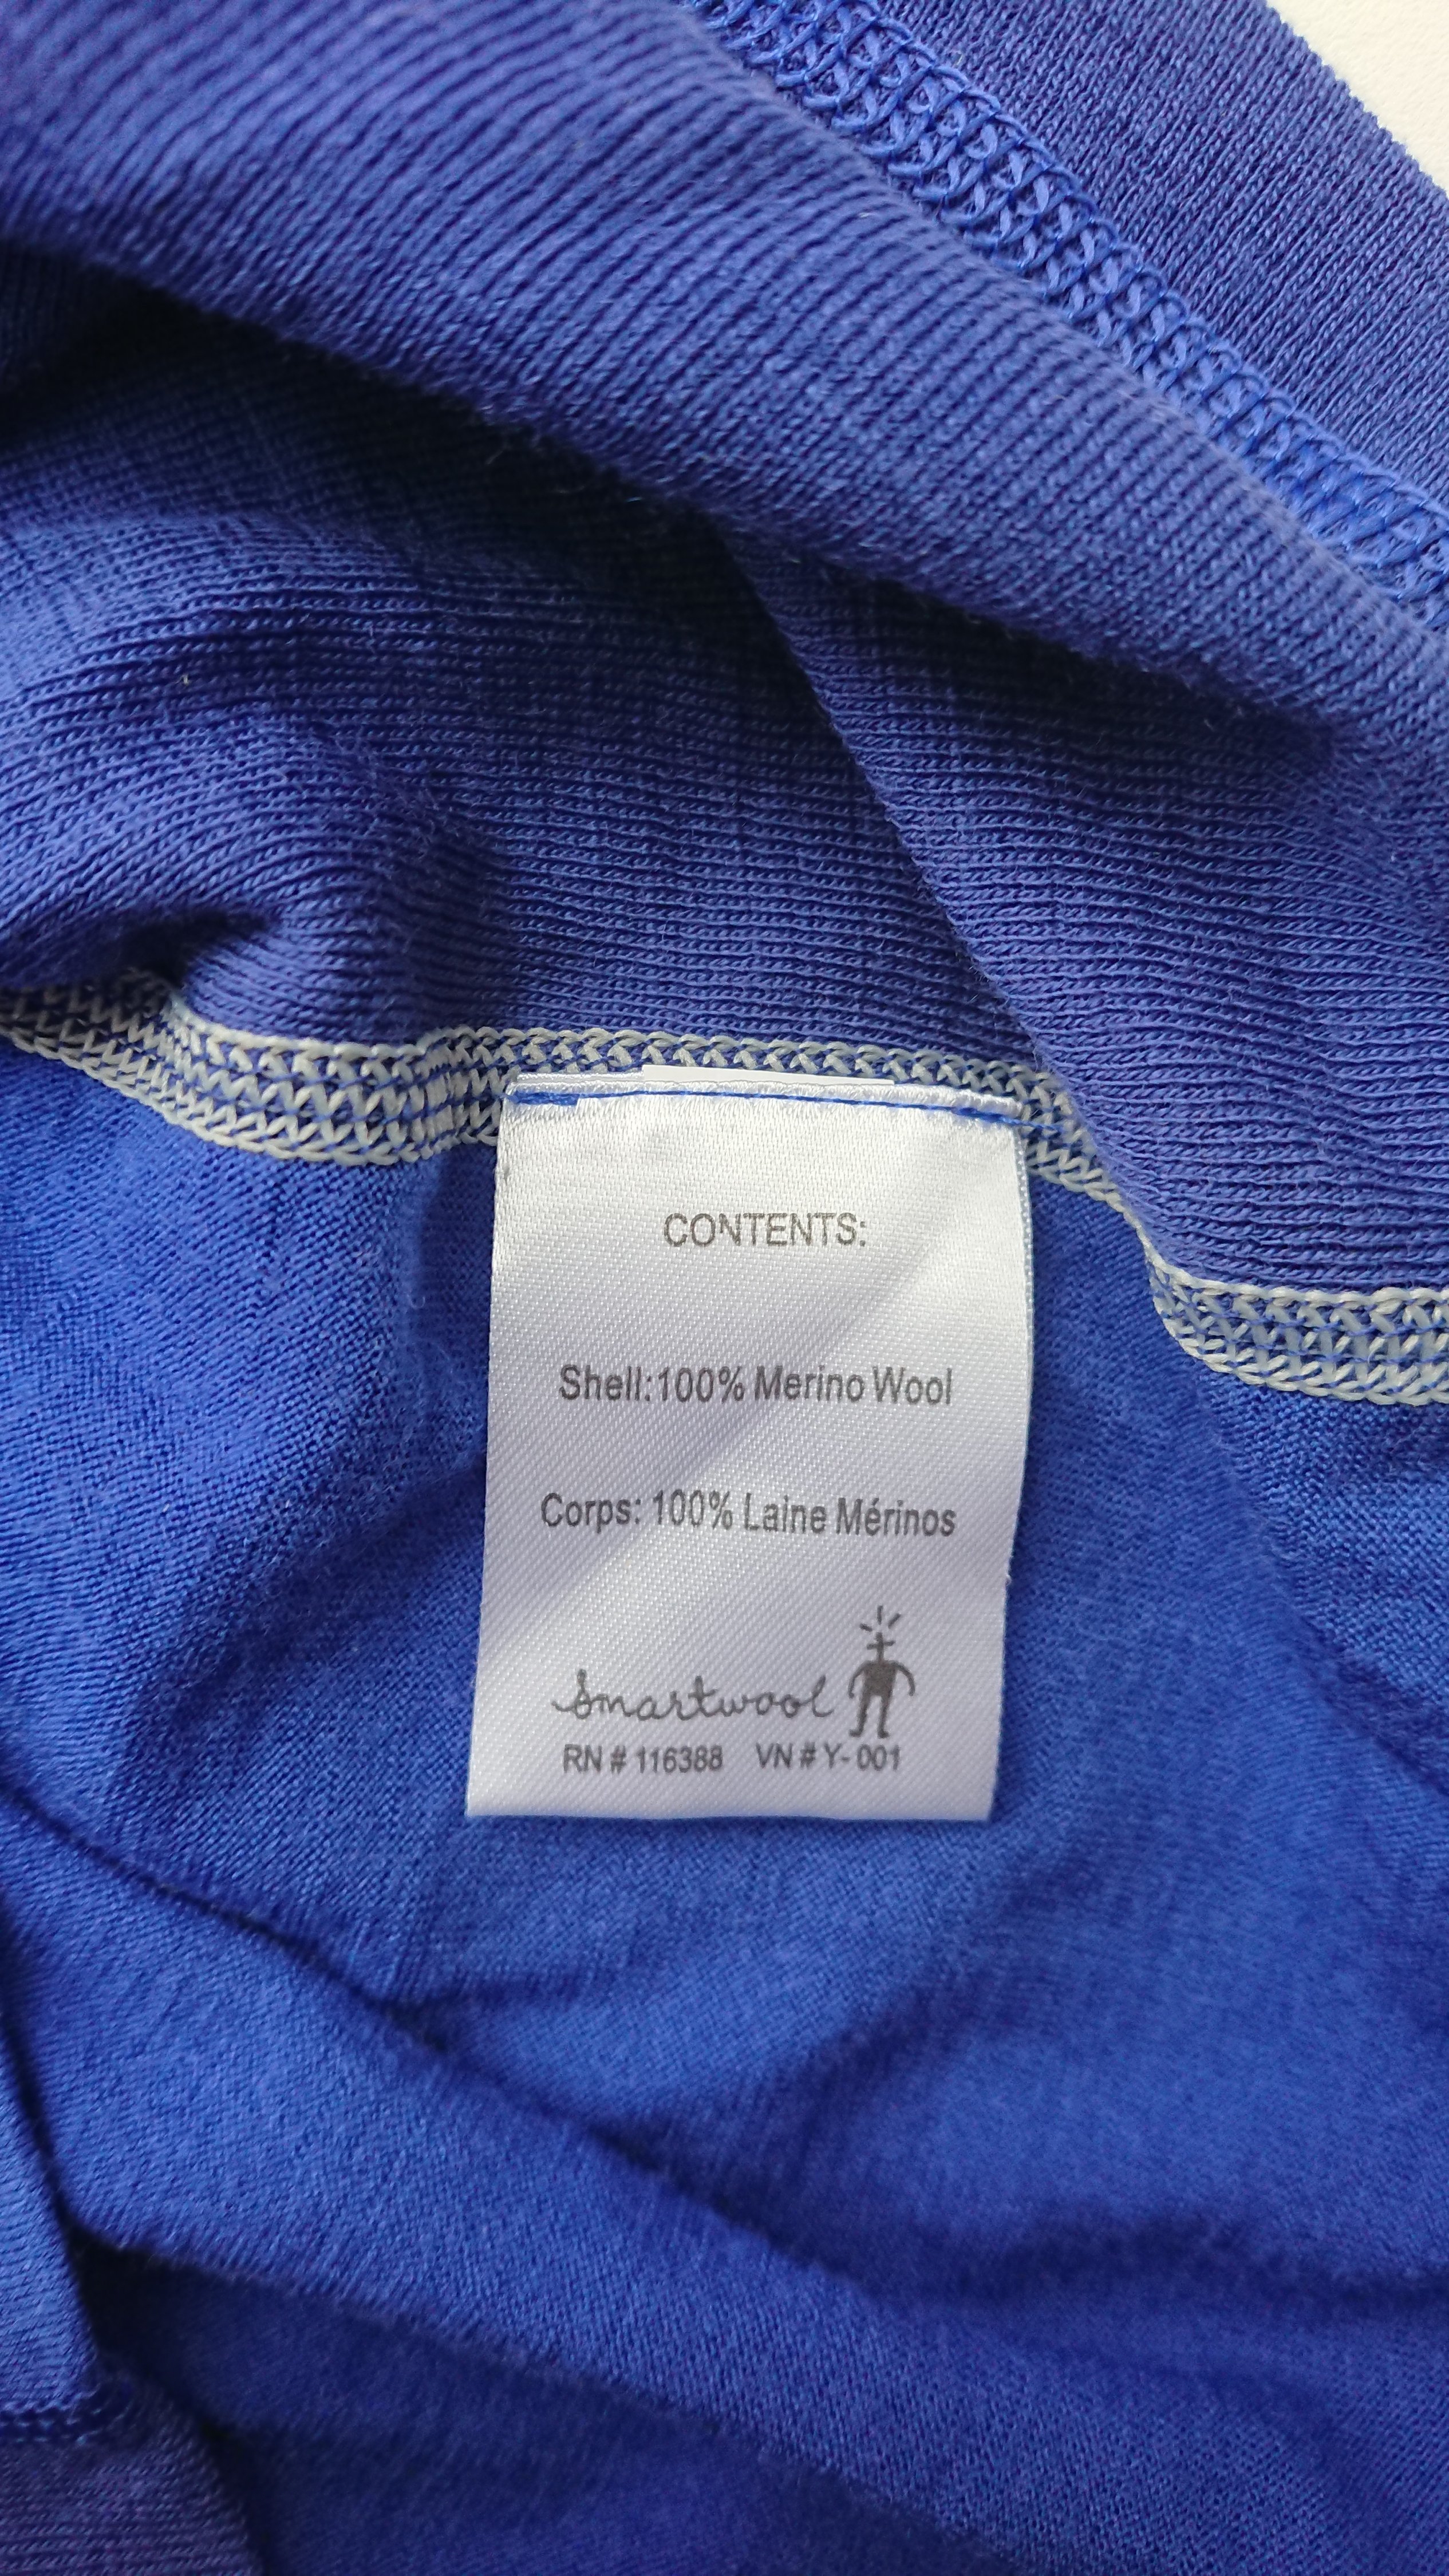 CONTENTS:
Shell:100% Merino Wool
Corps: 100% Laine Mérinos
Smartwool
RN # 116388 VN # Y- 001